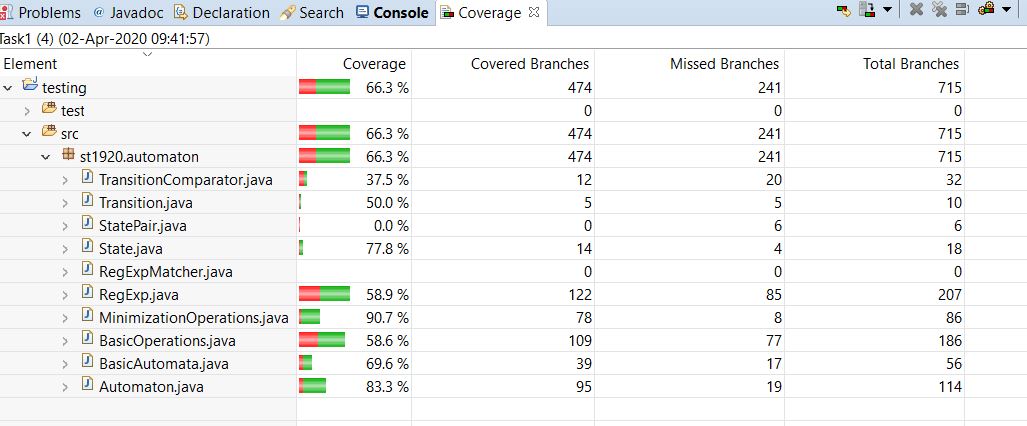 Problems @ Javadoc Declaration Search Console Coverage
Task1 (4) (02-Apr-2020 09:41:57)
Element Coverage Covered Branches Missed Branches Total Branches
testing 66.3 % 474 241 715
test 0 0 0
src 66.3 % 474 241 715
st1920.automaton 66.3 % 474 241 715
TransitionComparator.java 37.5 % 12 20 32
Transition.java 50.0 % 5 5 10
StatePair.java 0.0 % 0 6 6
State.java 77.8 % 14 4 18
RegExpMatcher.java 0 0 0
RegExp.java 58.9 % 122 85 207
MinimizationOperations.java 90.7 % 78 8 86
BasicOperations.java 58.6 % 109 77 186
BasicAutomata.java 69.6 % 39 17 56
Automaton.java 83.3 % 95 19 114